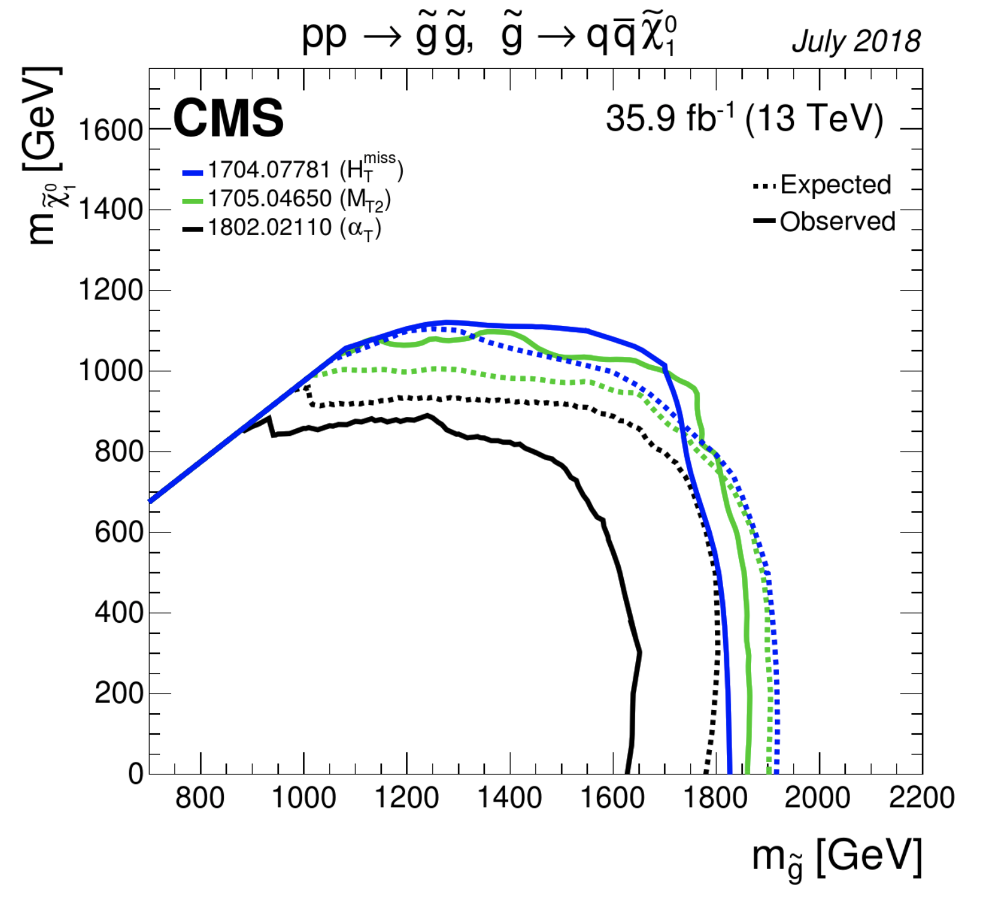 pp → g̃ g̃, g̃ → q q̅ χ̃⁰₁ July 2018
CMS 35.9 fb⁻¹ (13 TeV)
1704.07781 (H_T^miss)
1705.04650 (M_T2)
1802.02110 (α_T)
Expected
Observed
m_χ̃⁰₁ [GeV]
1600
1400
1200
1000
800
600
400
200
0
800 1000 1200 1400 1600 1800 2000 2200
m_g̃ [GeV]